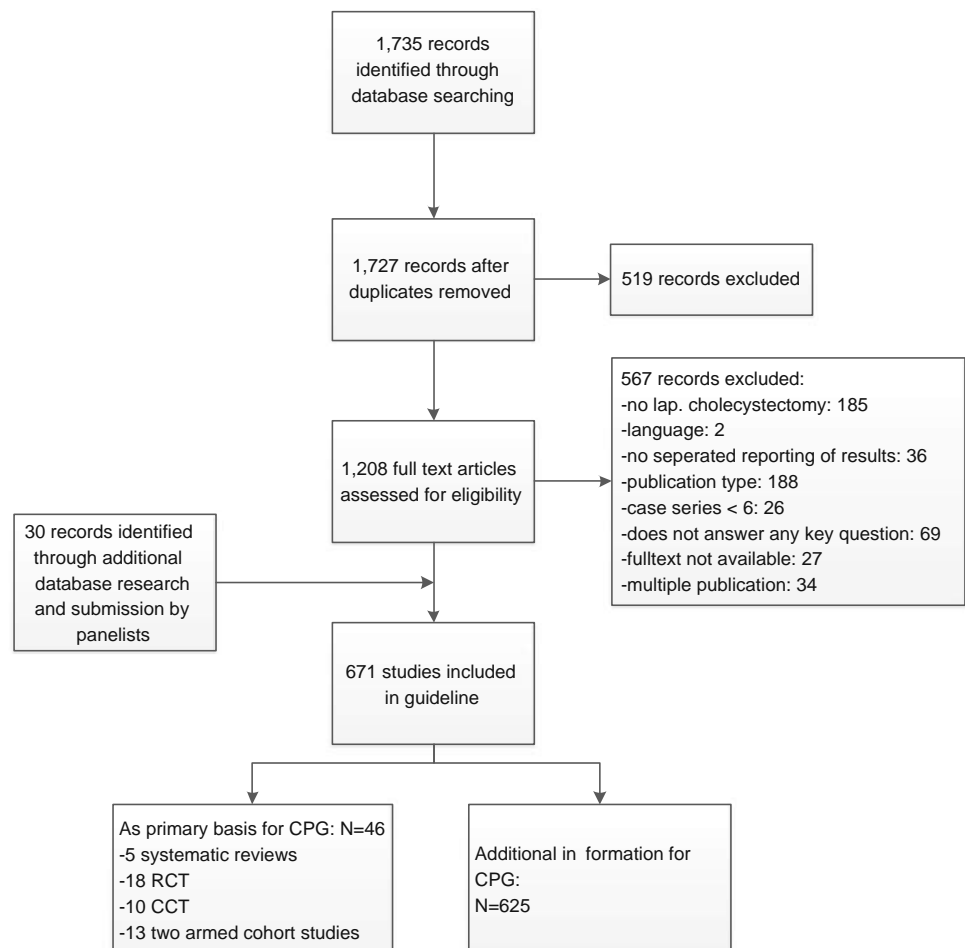 1,735 records
identified through
database searching
1,727 records after
duplicates removed
519 records excluded
1,208 full text articles
assessed for eligibility
567 records excluded:
-no lap. cholecystectomy: 185
-language: 2
-no seperated reporting of results: 36
-publication type: 188
-case series < 6: 26
-does not answer any key question: 69
-fulltext not available: 27
-multiple publication: 34
30 records identified
through additional
database research
and submission by
panelists
671 studies included
in guideline
As primary basis for CPG: N=46
-5 systematic reviews
-18 RCT
-10 CCT
-13 two armed cohort studies
Additional in formation for
CPG:
N=625